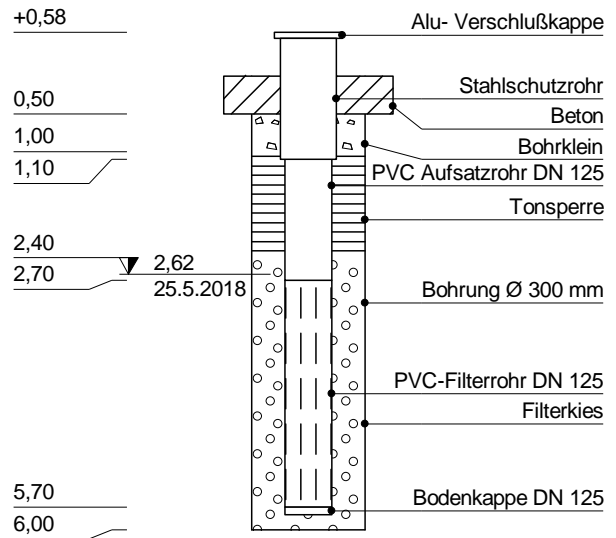 +0,58
Alu- Verschlußkappe
Stahlschutzrohr
0,50
Beton
1,00
Bohrklein
1,10
PVC Aufsatzrohr DN 125
Tonsperre
2,40
2,62
2,70
25.5.2018
Bohrung Ø 300 mm
PVC-Filterrohr DN 125
Filterkies
5,70
Bodenkappe DN 125
6,00